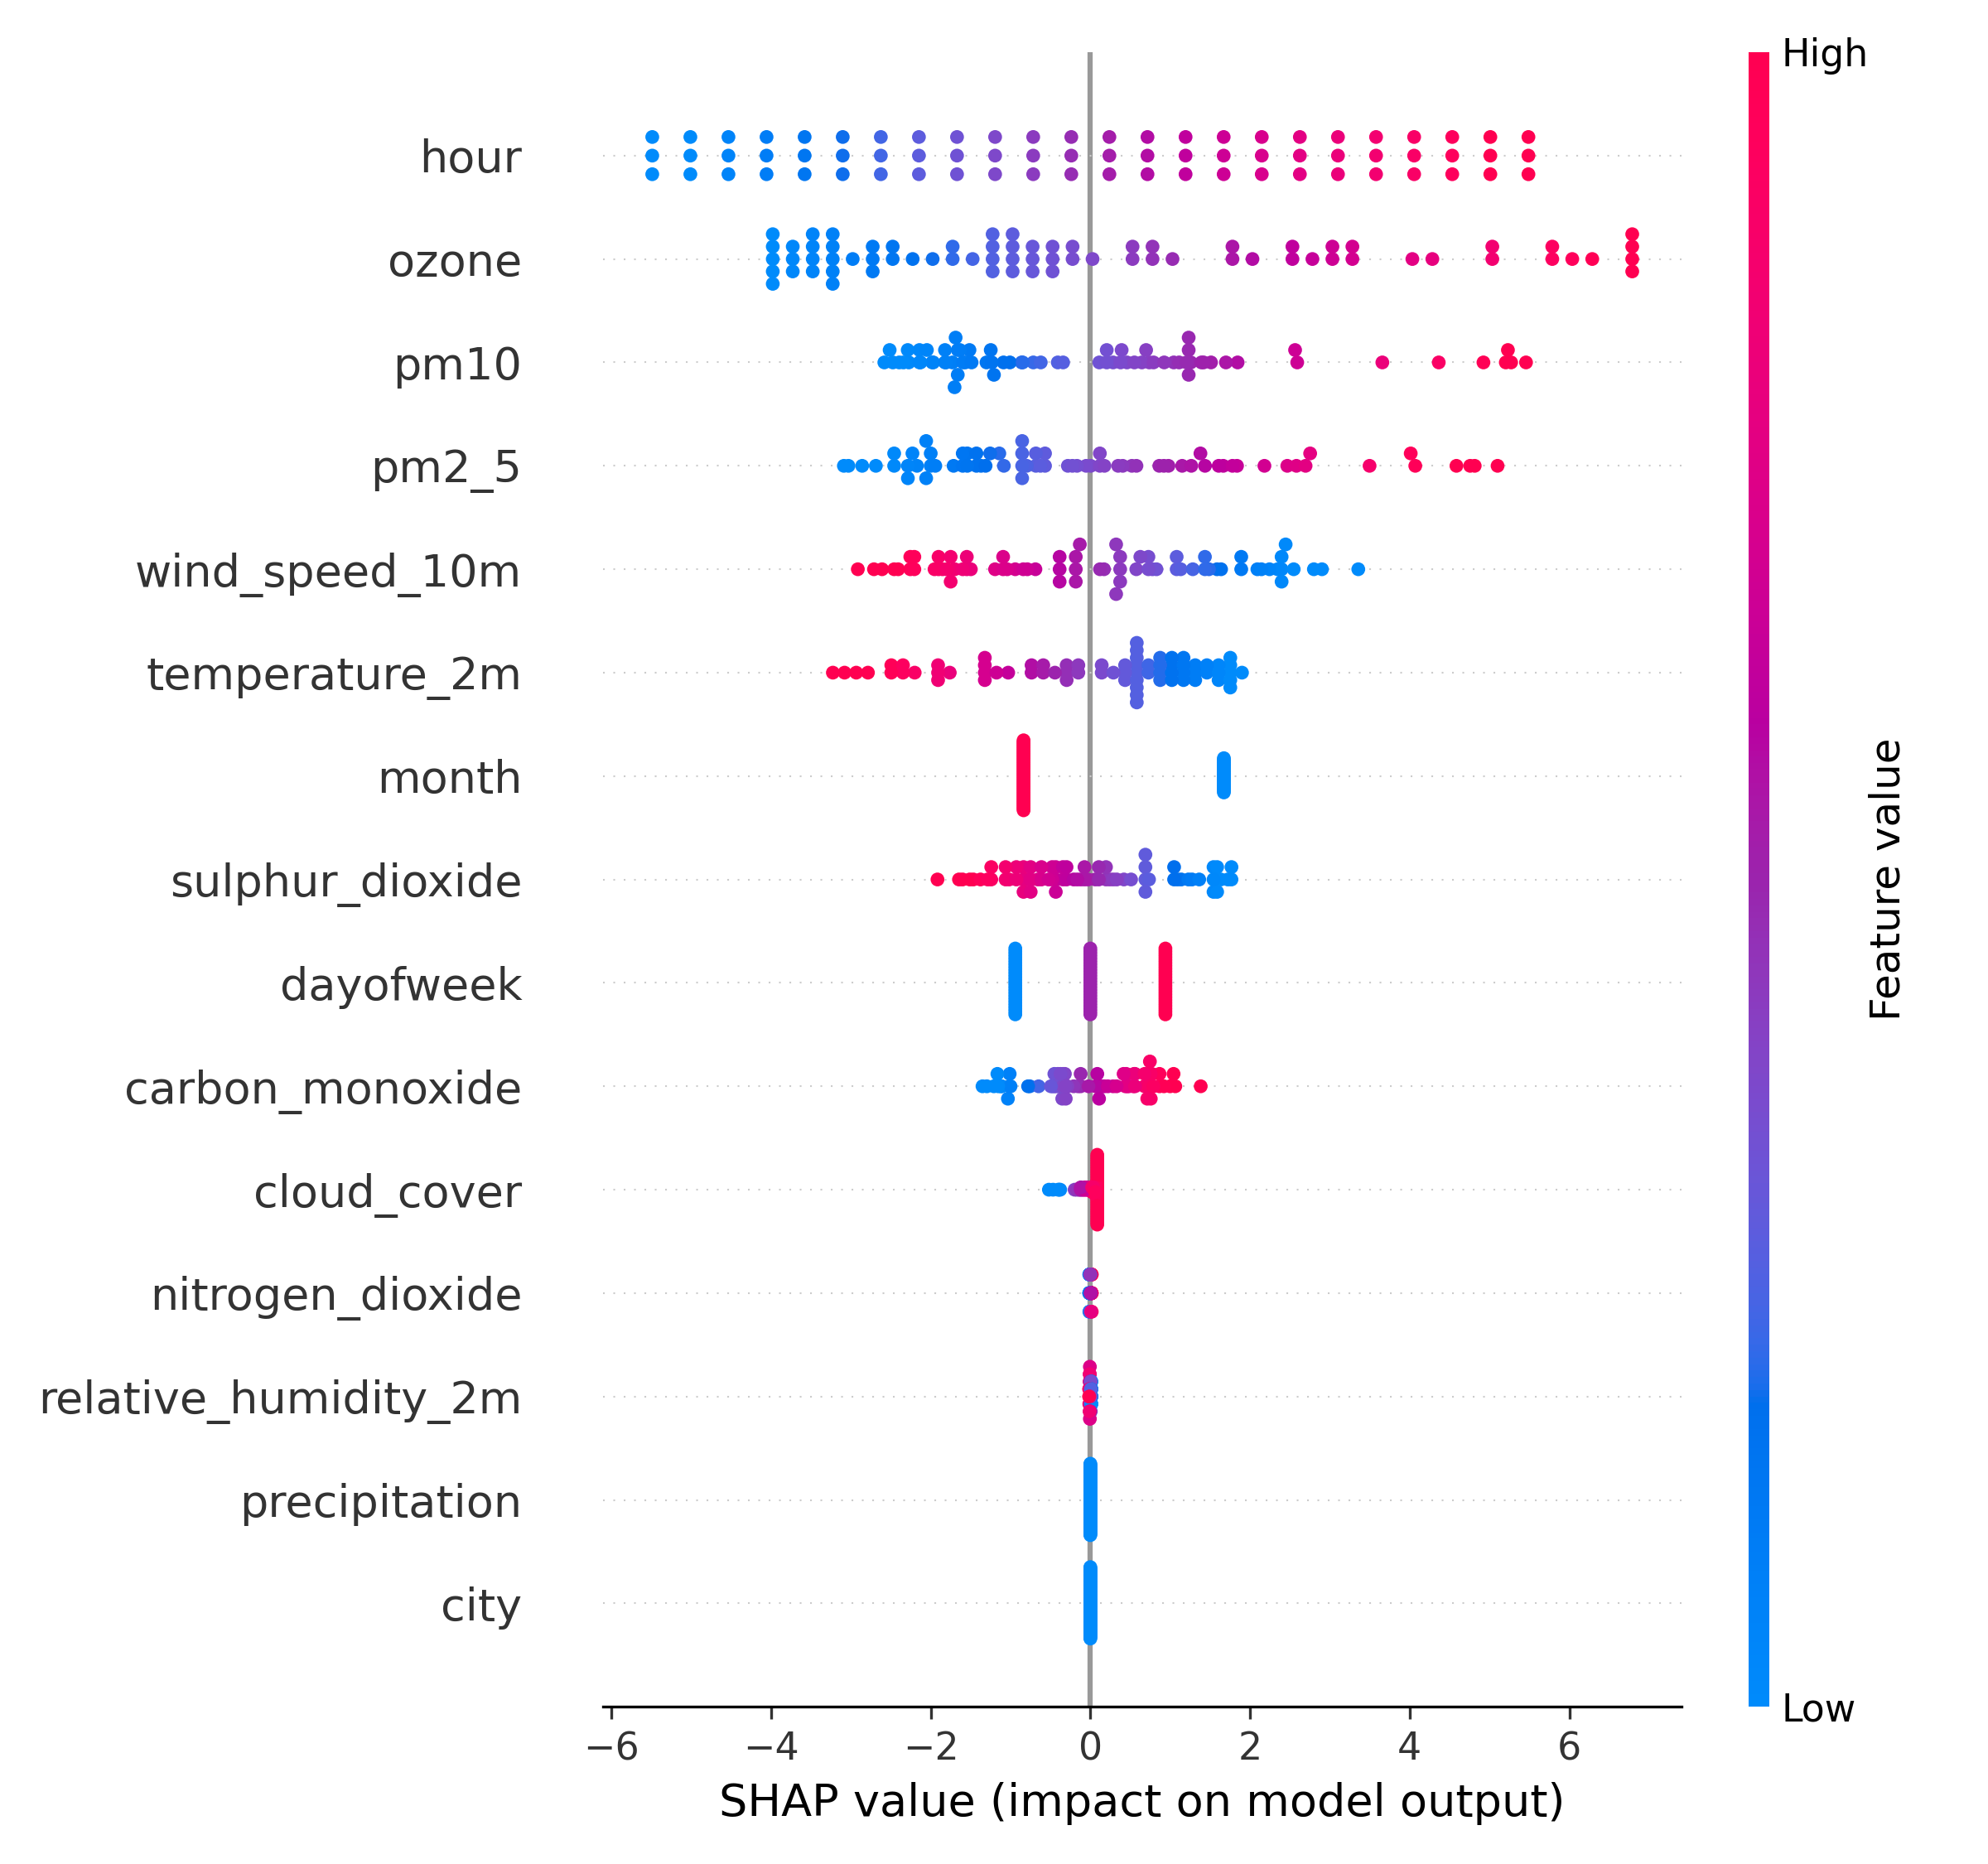 High
hour
ozone
pm10
pm2_5
wind_speed_10m
temperature_2m
month
sulphur_dioxide
dayofweek
carbon_monoxide
cloud_cover
nitrogen_dioxide
relative_humidity_2m
precipitation
city
Feature value
Low
−6 −4 −2 0 2 4 6
SHAP value (impact on model output)